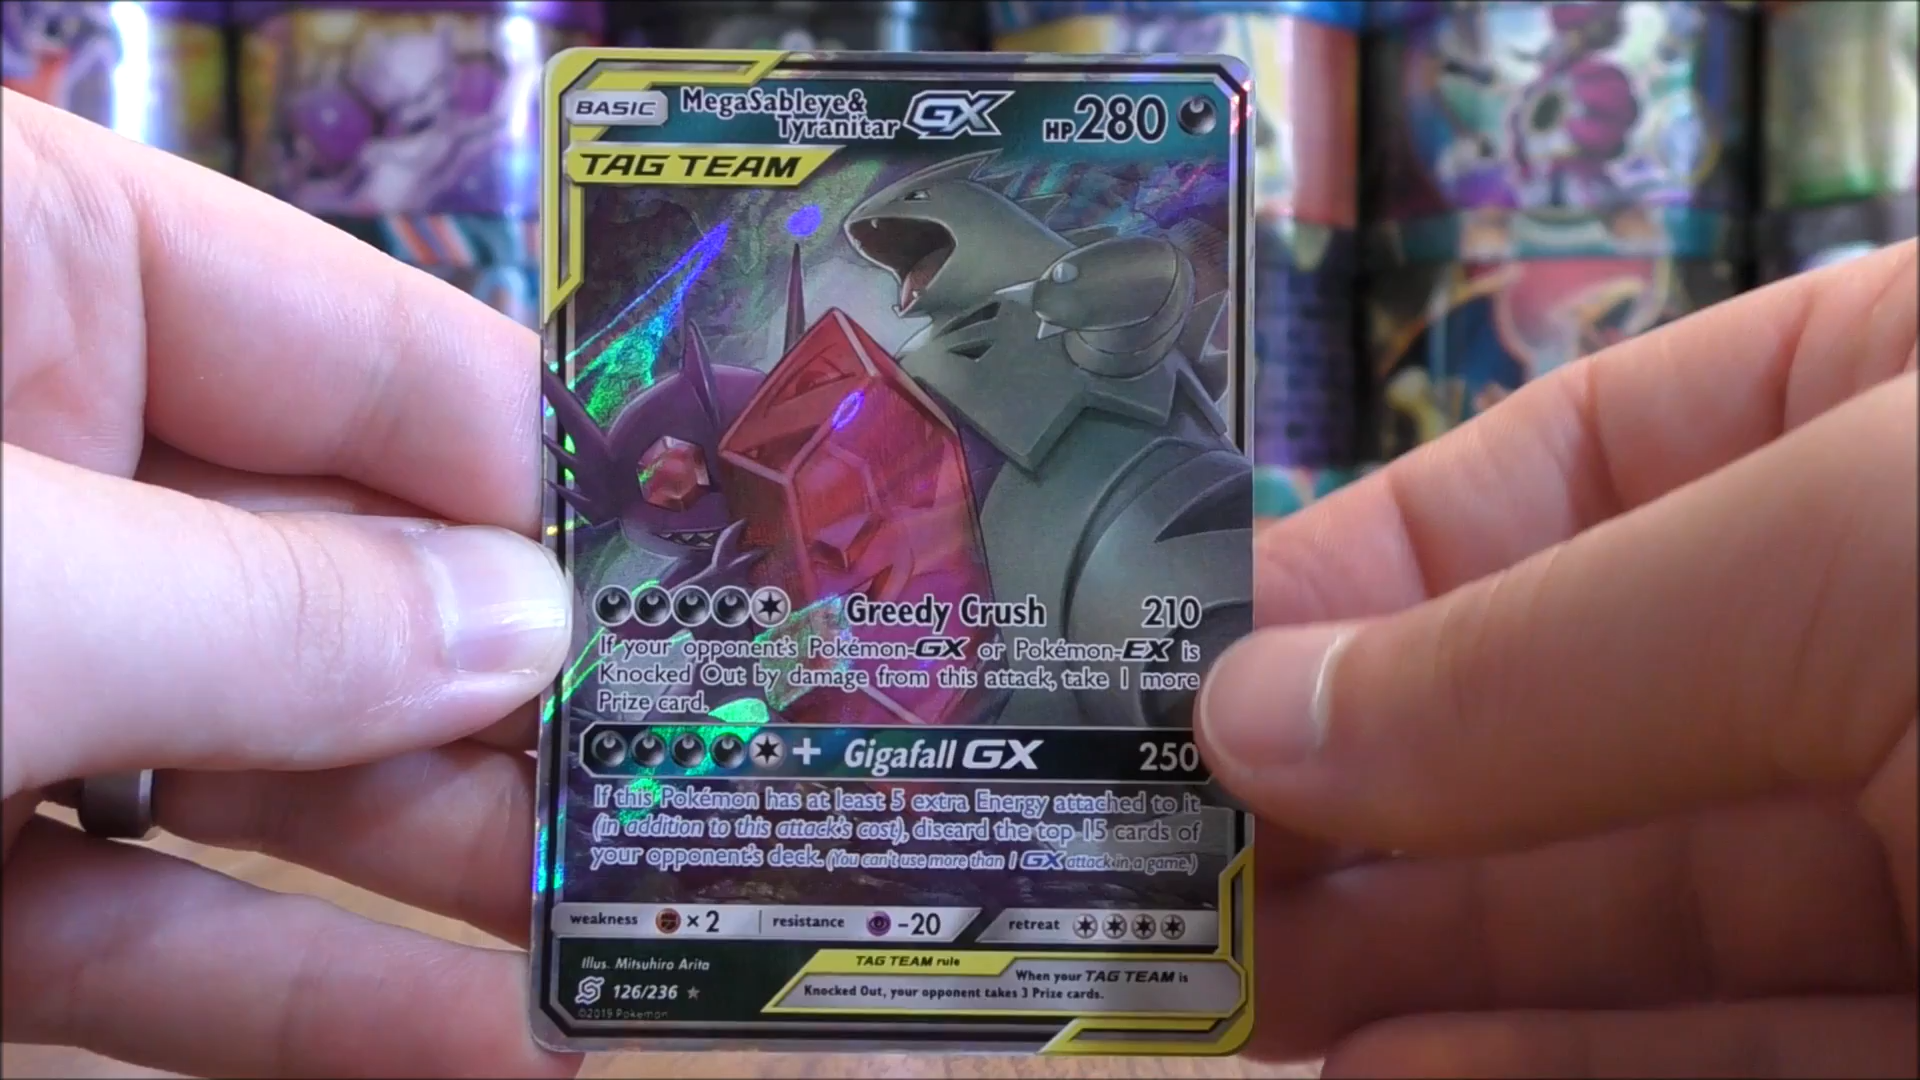 BASIC
MegaSableye&
Tyranitar GX
HP280
TAG TEAM
Greedy Crush 210
If your opponent's Pokémon-GX or Pokémon-EX is
Knocked Out by damage from this attack, take 1 more
Prize card.
+ Gigafall GX 250
If this Pokémon has at least 5 extra Energy attached to it
(in addition to this attack's cost), discard the top 15 cards of
your opponent's deck. (You can't use more than 1 GX attack in a game.)
weakness ×2 resistance -20 retreat
Illus. Mitsuhiro Arita
126/236
©2019 Pokémon
TAG TEAM rule
When your TAG TEAM is
Knocked Out, your opponent takes 3 Prize cards.